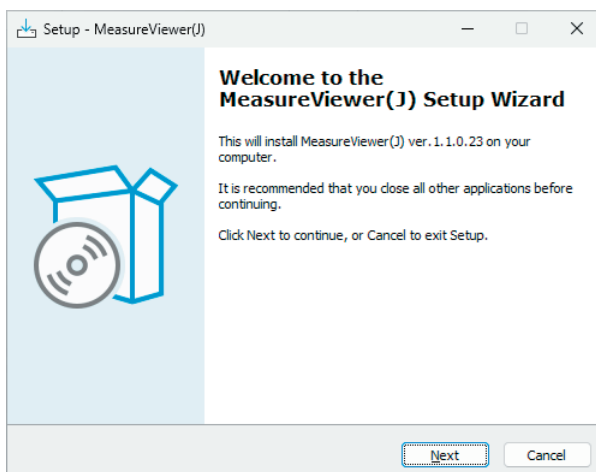 Setup - MeasureViewer(J)
Welcome to the
MeasureViewer(J) Setup Wizard
This will install MeasureViewer(J) ver.1.1.0.23 on your
computer.
It is recommended that you close all other applications before
continuing.
Click Next to continue, or Cancel to exit Setup.
Next
Cancel